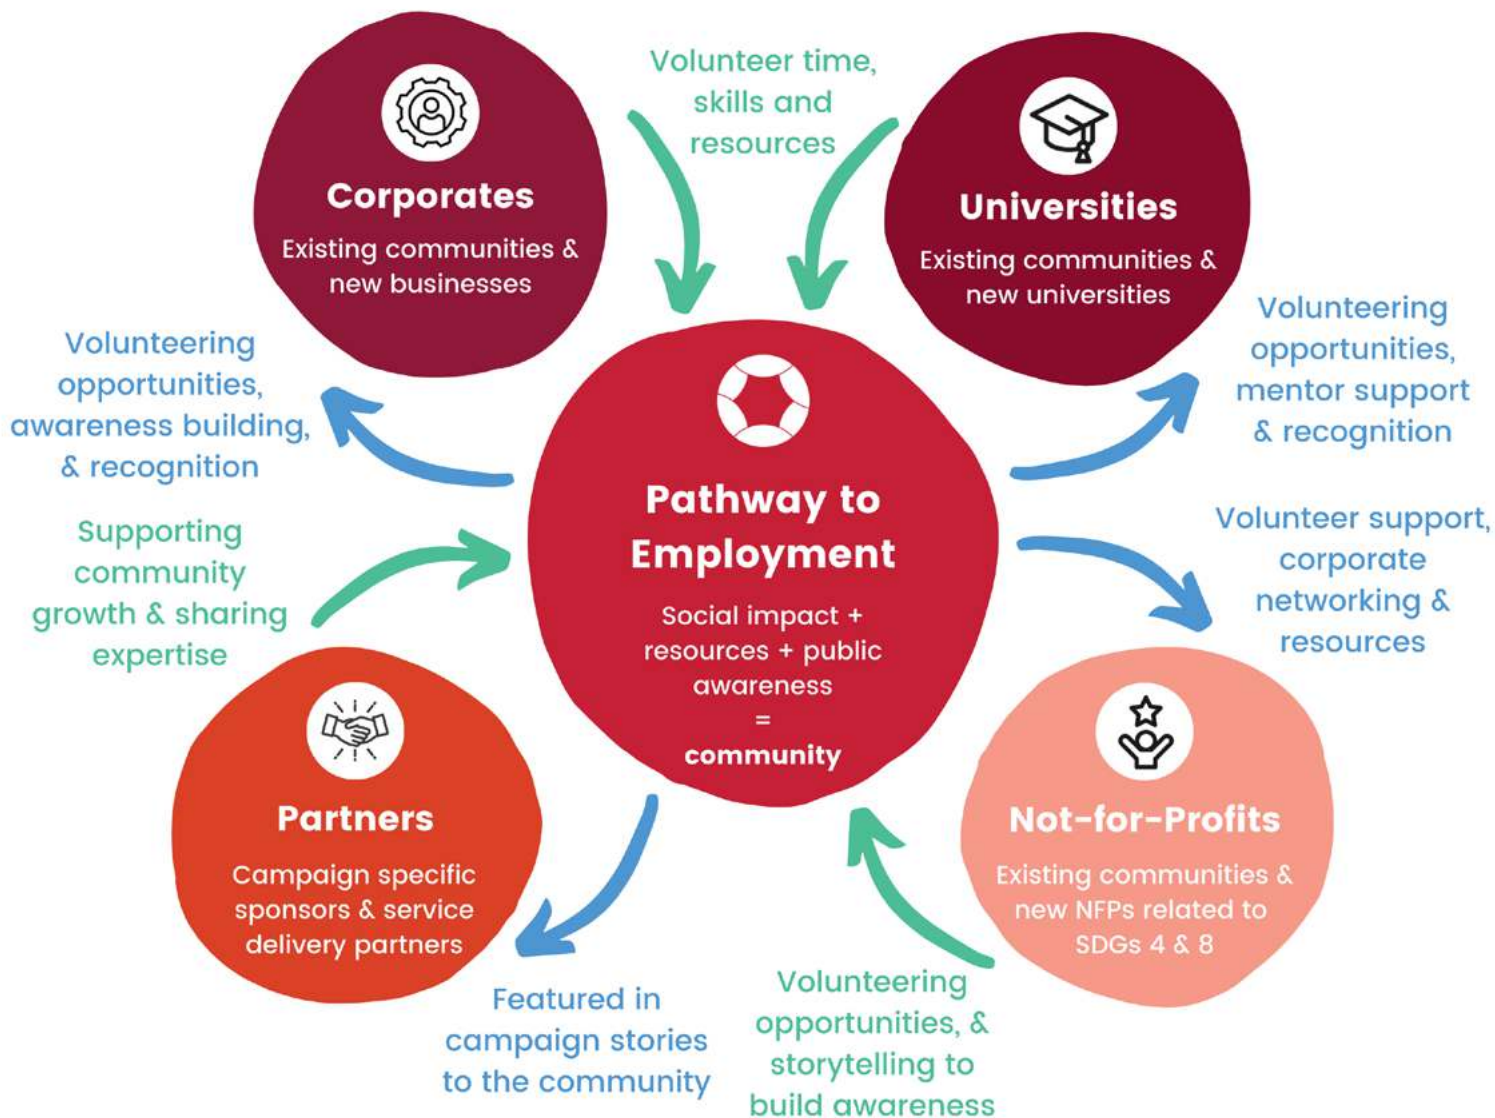 Volunteer time,
skills and
resources
Corporates
Existing communities &
new businesses
Universities
Existing communities &
new universities
Volunteering
opportunities,
awareness building,
& recognition
Volunteering
opportunities,
mentor support
& recognition
Pathway to
Employment
Social impact +
resources + public
awareness
=
community
Supporting
community
growth & sharing
expertise
Volunteer support,
corporate
networking &
resources
Partners
Campaign specific
sponsors & service
delivery partners
Not-for-Profits
Existing communities &
new NFPs related to
SDGs 4 & 8
Featured in
campaign stories
to the community
Volunteering
opportunities, &
storytelling to
build awareness